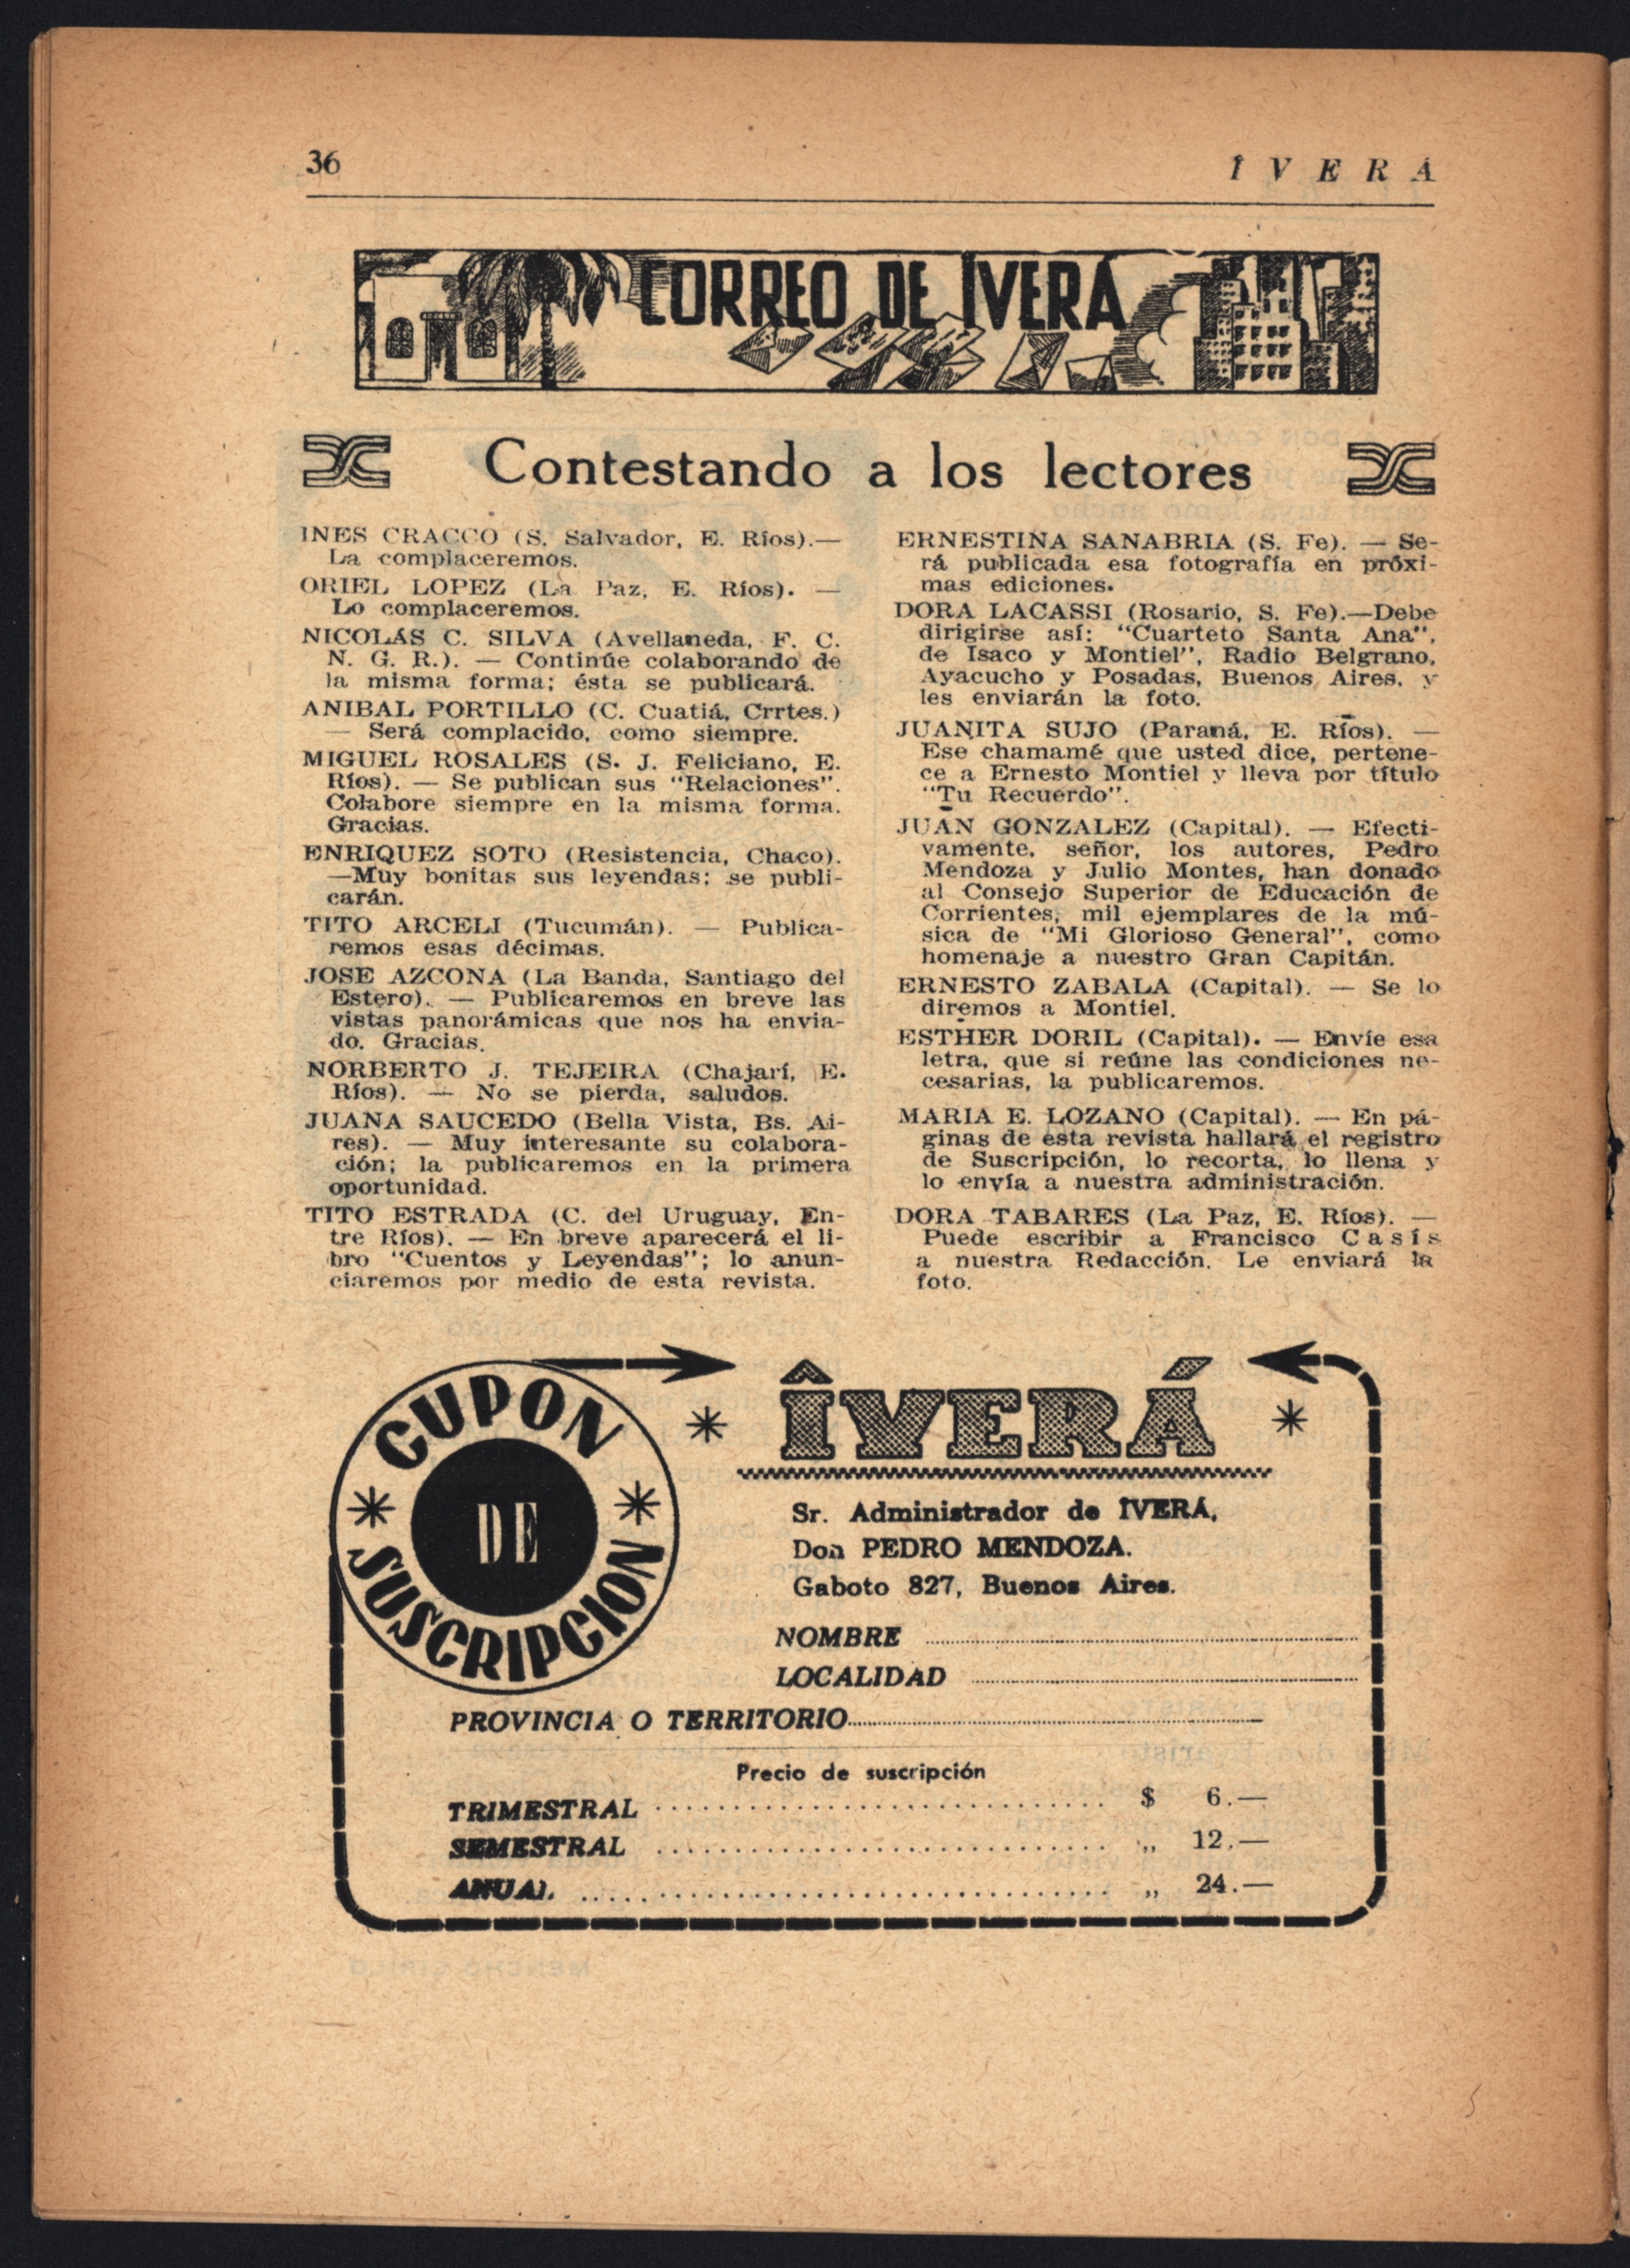 36
Î V E R Á
CORREO DE ÎVERÁ
Contestando a los lectores
INES CRACCO (S. Salvador, E. Ríos).—
La complaceremos.
ORIEL LOPEZ (La Paz, E. Ríos). —
Lo complaceremos.
NICOLÁS C. SILVA (Avellaneda, F. C.
N. G. R.). — Continúe colaborando de
la misma forma; ésta se publicará.
ANIBAL PORTILLO (C. Cuatiá, Crrtes.)
— Será complacido, como siempre.
MIGUEL ROSALES (S. J. Feliciano, E.
Ríos). — Se publican sus "Relaciones".
Colabore siempre en la misma forma.
Gracias.
ENRIQUEZ SOTO (Resistencia, Chaco).
—Muy bonitas sus leyendas; se publi-
carán.
TITO ARCELI (Tucumán). — Publica-
remos esas décimas.
JOSE AZCONA (La Banda, Santiago del
Estero). — Publicaremos en breve las
vistas panorámicas que nos ha envia-
do. Gracias.
NORBERTO J. TEJEIRA (Chajarí, E.
Ríos). — No se pierda, saludos.
JUANA SAUCEDO (Bella Vista, Bs. Ai-
res). — Muy interesante su colabora-
ción; la publicaremos en la primera
oportunidad.
TITO ESTRADA (C. del Uruguay, En-
tre Ríos). — En breve aparecerá el li-
bro "Cuentos y Leyendas"; lo anun-
ciaremos por medio de esta revista.
ERNESTINA SANABRIA (S. Fe). — Se-
rá publicada esa fotografía en próxi-
mas ediciones.
DORA LACASSI (Rosario, S. Fe).—Debe
dirigirse así: "Cuarteto Santa Ana",
de Isaco y Montiel", Radio Belgrano,
Ayacucho y Posadas, Buenos Aires, y
les enviarán la foto.
JUANITA SUJO (Paraná, E. Ríos). —
Ese chamamé que usted dice, pertene-
ce a Ernesto Montiel y lleva por título
"Tu Recuerdo".
JUAN GONZALEZ (Capital). — Efecti-
vamente, señor, los autores, Pedro
Mendoza y Julio Montes, han donado
al Consejo Superior de Educación de
Corrientes, mil ejemplares de la mú-
sica de "Mi Glorioso General", como
homenaje a nuestro Gran Capitán.
ERNESTO ZABALA (Capital). — Se lo
diremos a Montiel.
ESTHER DORIL (Capital). — Envíe esa
letra, que si reúne las condiciones ne-
cesarias, la publicaremos.
MARIA E. LOZANO (Capital). — En pá-
ginas de esta revista hallará el registro
de Suscripción, lo recorta, lo llena y
lo envía a nuestra administración.
DORA TABARES (La Paz, E. Ríos). —
Puede escribir a Francisco Casís
a nuestra Redacción. Le enviará la
foto.
CUPON
DE
SUSCRIPCION
ÎVERÁ
Sr. Administrador de ÎVERÁ,
Don PEDRO MENDOZA.
Gaboto 827, Buenos Aires.
NOMBRE
LOCALIDAD
PROVINCIA O TERRITORIO
Precio de suscripción
TRIMESTRAL $ 6.—
SEMESTRAL „ 12.—
ANUAL „ 24.—